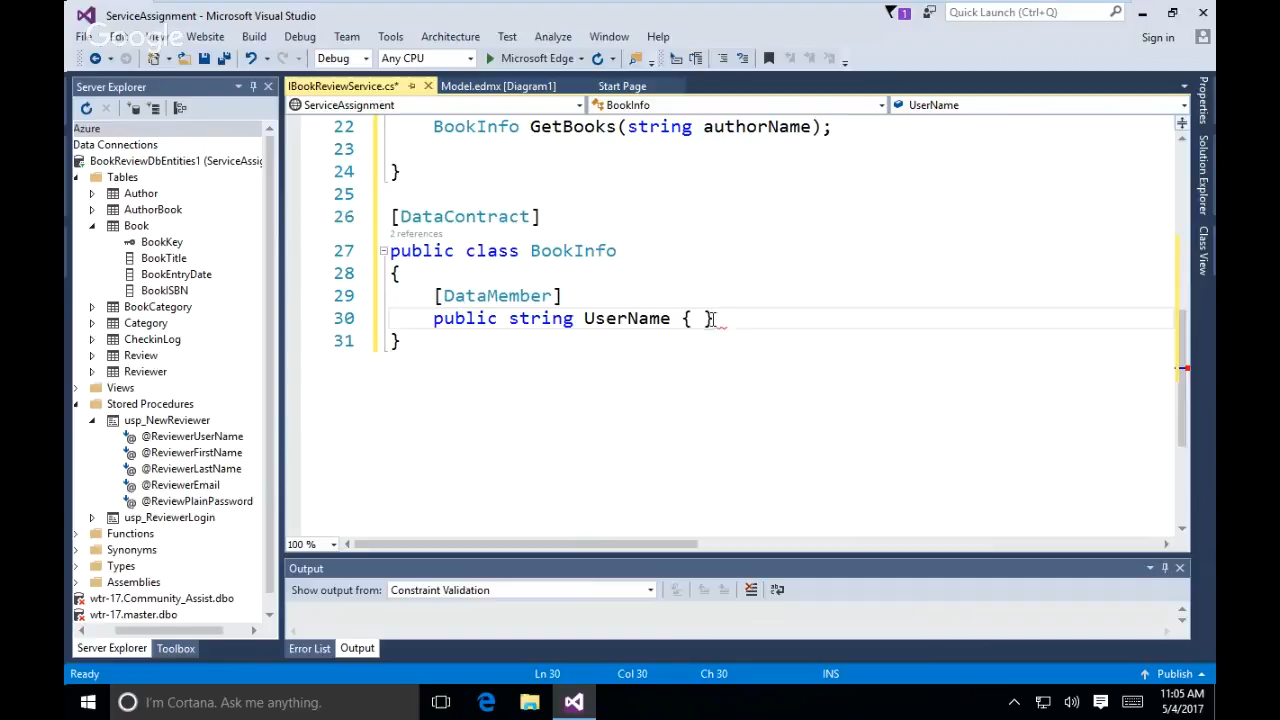 ServiceAssignment - Microsoft Visual Studio
1
Quick Launch (Ctrl+Q)
Google
File Edit View Website Build Debug Team Tools Architecture Test Analyze Window Help
Sign in
Debug Any CPU Microsoft Edge
Server Explorer
IBookReviewService.cs* Model.edmx [Diagram1] Start Page
ServiceAssignment BookInfo UserName
Azure
Data Connections
BookReviewDbEntities1 (ServiceAssig
Tables
Author
AuthorBook
Book
BookKey
BookTitle
BookEntryDate
BookISBN
BookCategory
Category
CheckinLog
Review
Reviewer
Views
Stored Procedures
usp_NewReviewer
@ReviewerUserName
@ReviewerFirstName
@ReviewerLastName
@ReviewerEmail
@ReviewPlainPassword
usp_ReviewerLogin
Functions
Synonyms
Types
Assemblies
wtr-17.Community_Assist.dbo
wtr-17.master.dbo
Server Explorer Toolbox
22 BookInfo GetBooks(string authorName);
23
24 }
25
26 [DataContract]
2 references
27 public class BookInfo
28 {
29 [DataMember]
30 public string UserName { }
31 }
100 %
Properties
Solution Explorer
Class View
Output
Show output from: Constraint Validation
Error List Output
Ready Ln 30 Col 30 Ch 30 INS Publish
I'm Cortana. Ask me anything.
11:05 AM
5/4/2017